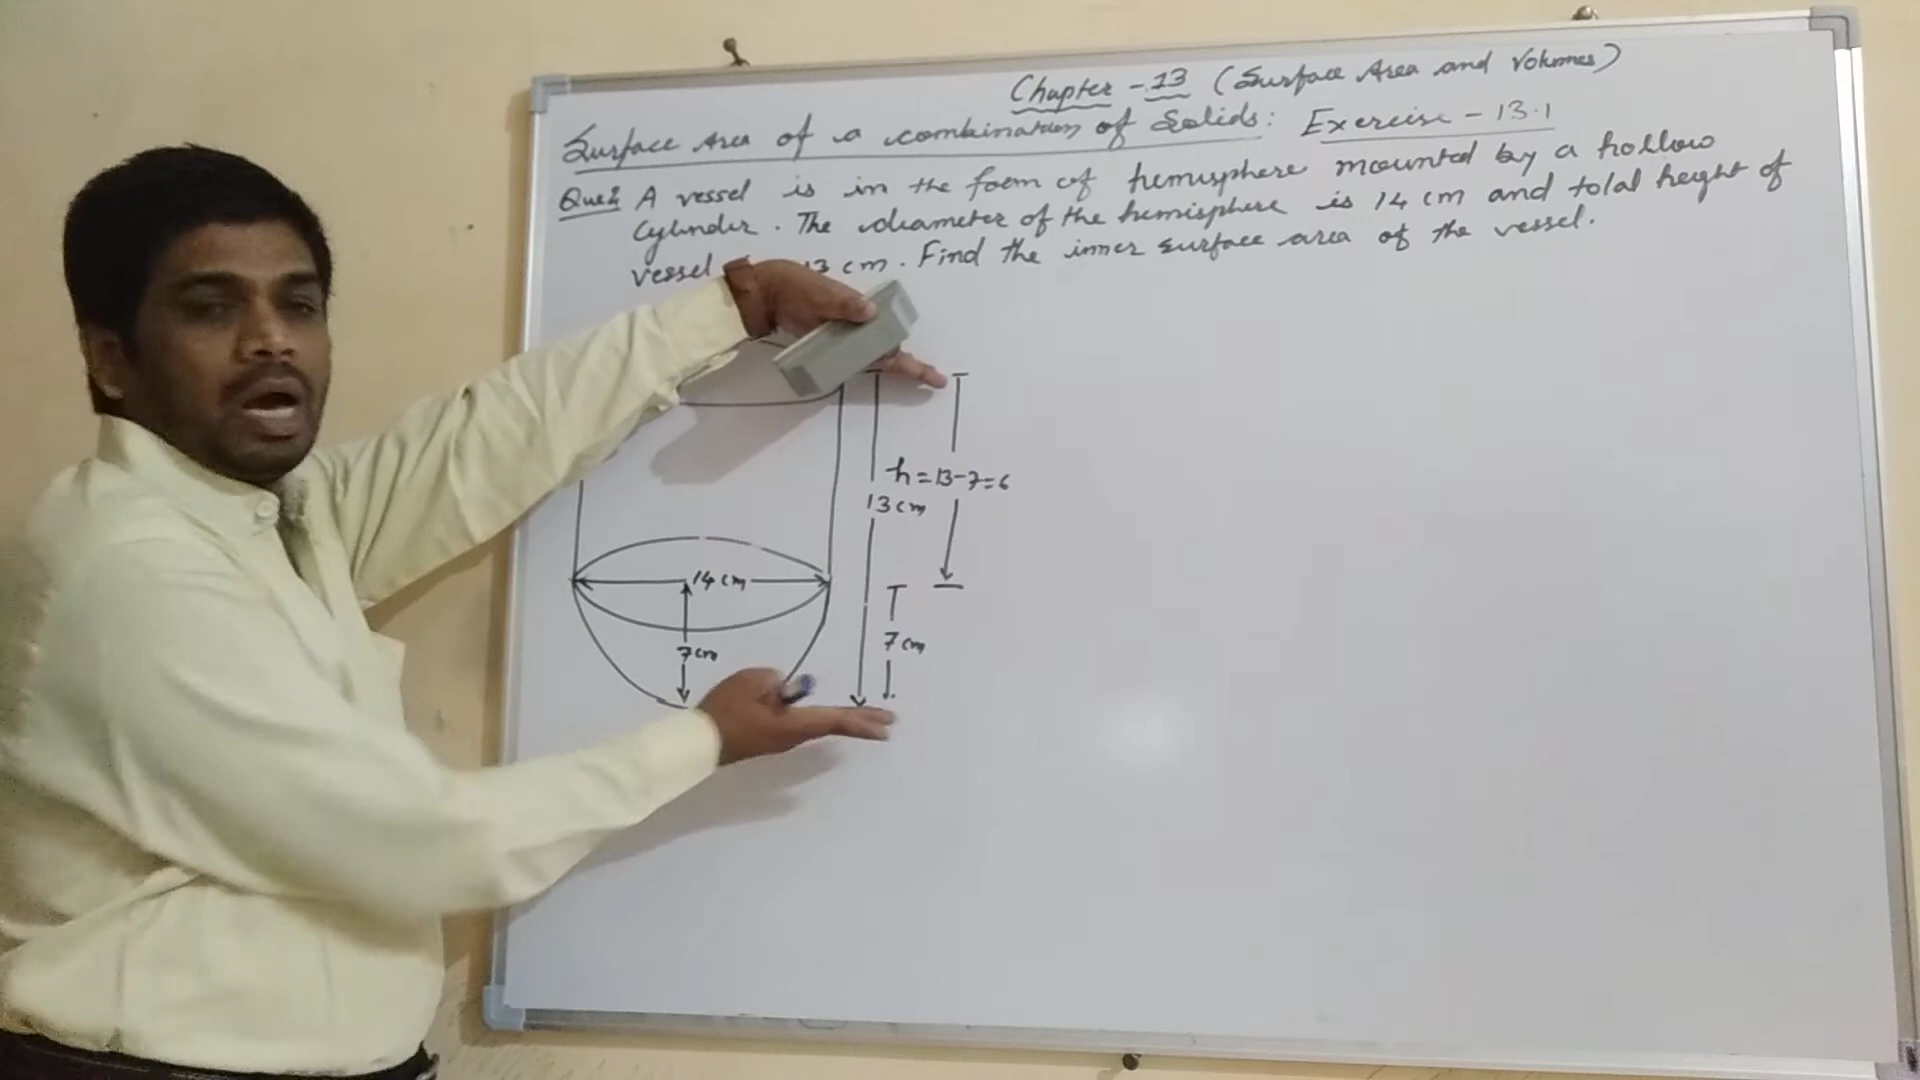 Chapter - 13 (Surface Area and Volumes)
Surface Area of a combination of Solids: Exercise - 13.1
Que 2 A vessel is in the form of hemisphere mounted by a hollow
cylinder. The diameter of the hemisphere is 14 cm and total height of
vessel 13 cm. Find the inner surface area of the vessel.
h = 13-7=6
13 cm
14 cm
7 cm
7 cm